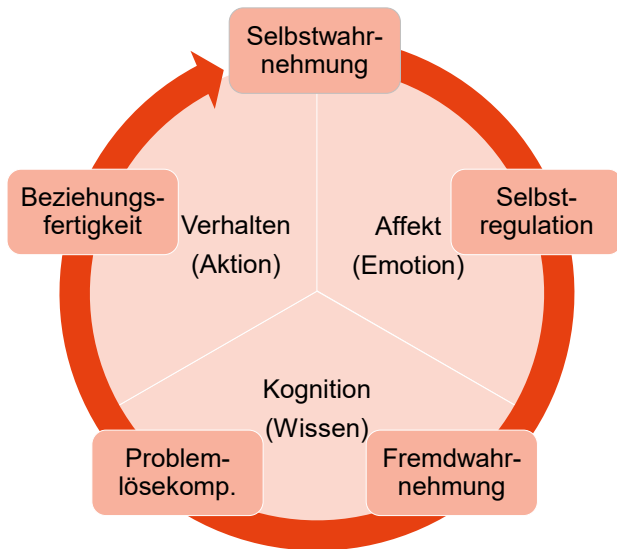 Selbstwahr-
nehmung
Selbst-
regulation
Fremdwahr-
nehmung
Problem-
lösekomp.
Beziehungs-
fertigkeit
Verhalten
(Aktion)
Affekt
(Emotion)
Kognition
(Wissen)